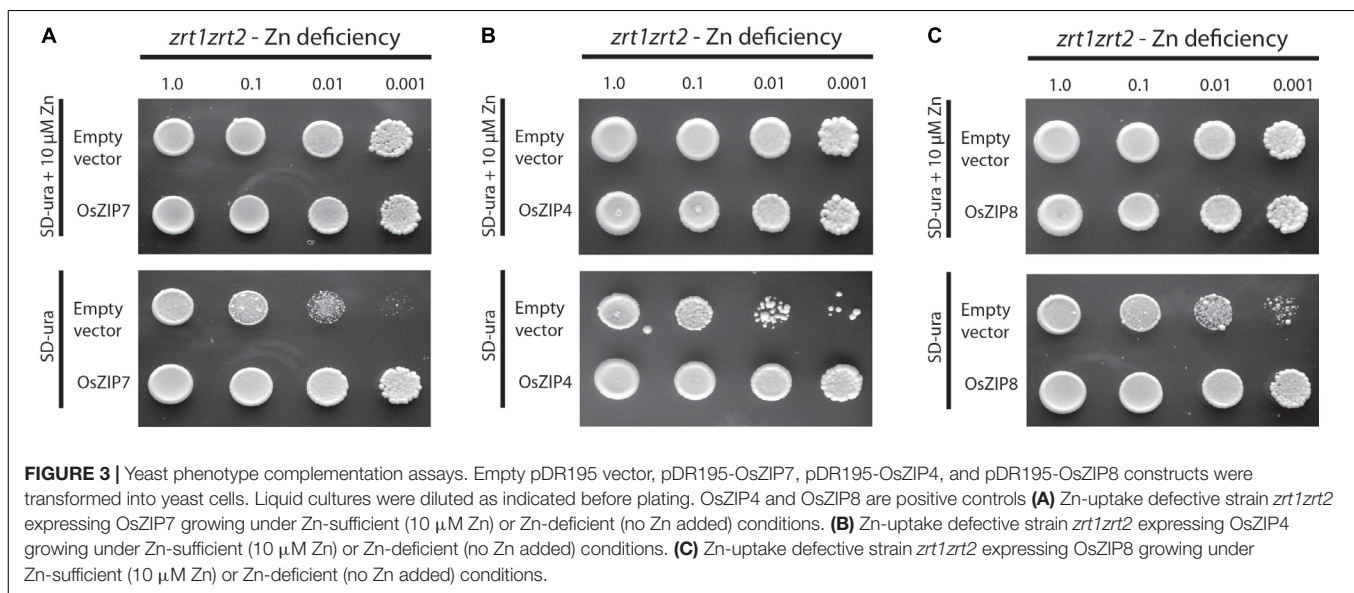 A
zrt1zrt2 - Zn deficiency
1.0 0.1 0.01 0.001
SD-ura + 10 μM Zn
Empty vector
OsZIP7
SD-ura
Empty vector
OsZIP7
B
zrt1zrt2 - Zn deficiency
1.0 0.1 0.01 0.001
SD-ura + 10 μM Zn
Empty vector
OsZIP4
SD-ura
Empty vector
OsZIP4
C
zrt1zrt2 - Zn deficiency
1.0 0.1 0.01 0.001
SD-ura + 10 μM Zn
Empty vector
OsZIP8
SD-ura
Empty vector
OsZIP8
FIGURE 3 | Yeast phenotype complementation assays. Empty pDR195 vector, pDR195-OsZIP7, pDR195-OsZIP4, and pDR195-OsZIP8 constructs were
transformed into yeast cells. Liquid cultures were diluted as indicated before plating. OsZIP4 and OsZIP8 are positive controls (A) Zn-uptake defective strain zrt1zrt2
expressing OsZIP7 growing under Zn-sufficient (10 μM Zn) or Zn-deficient (no Zn added) conditions. (B) Zn-uptake defective strain zrt1zrt2 expressing OsZIP4
growing under Zn-sufficient (10 μM Zn) or Zn-deficient (no Zn added) conditions. (C) Zn-uptake defective strain zrt1zrt2 expressing OsZIP8 growing under
Zn-sufficient (10 μM Zn) or Zn-deficient (no Zn added) conditions.